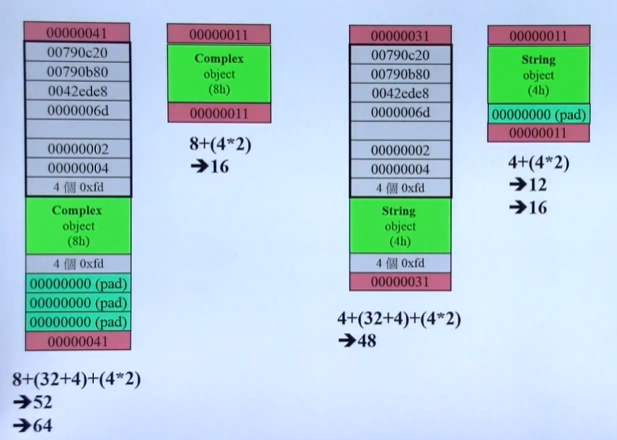 00000041
00790c20
00790b80
0042ede8
0000006d
00000002
00000004
4 個 0xfd
Complex
object
(8h)
4 個 0xfd
00000000 (pad)
00000000 (pad)
00000000 (pad)
00000041
8+(32+4)+(4*2)
➔52
➔64
00000011
Complex
object
(8h)
00000011
8+(4*2)
➔16
00000031
00790c20
00790b80
0042ede8
0000006d
00000002
00000004
4 個 0xfd
String
object
(4h)
4 個 0xfd
00000031
4+(32+4)+(4*2)
➔48
00000011
String
object
(4h)
00000000 (pad)
00000011
4+(4*2)
➔12
➔16